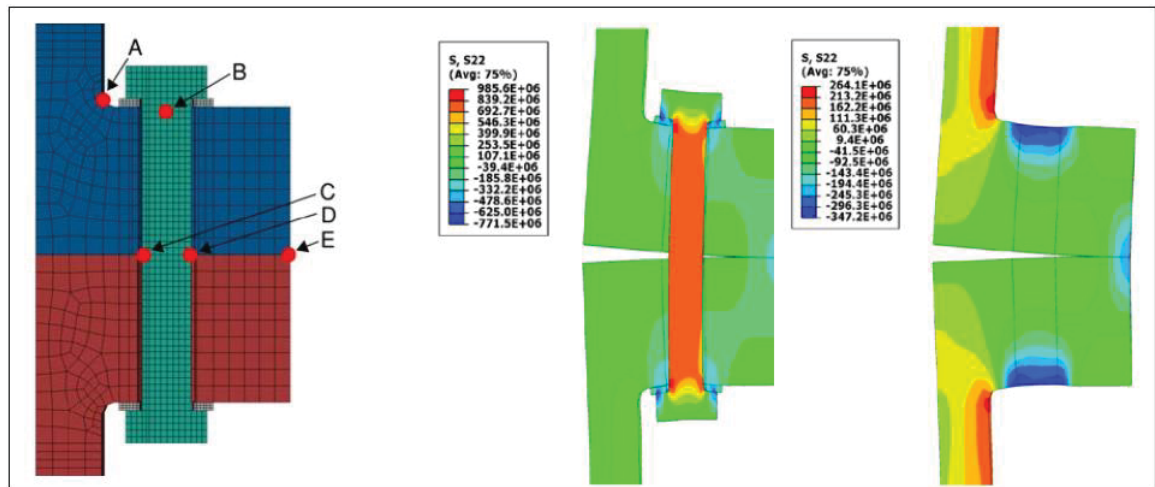 A
B
C
D
E
S, S22
(Avg: 75%)
985.6E+06
839.2E+06
692.7E+06
546.3E+06
399.9E+06
253.5E+06
107.1E+06
-39.4E+06
-185.8E+06
-332.2E+06
-478.6E+06
-625.0E+06
-771.5E+06
S, S22
(Avg: 75%)
264.1E+06
213.2E+06
162.2E+06
111.3E+06
60.3E+06
9.4E+06
-41.5E+06
-92.5E+06
-143.4E+06
-194.4E+06
-245.3E+06
-296.3E+06
-347.2E+06